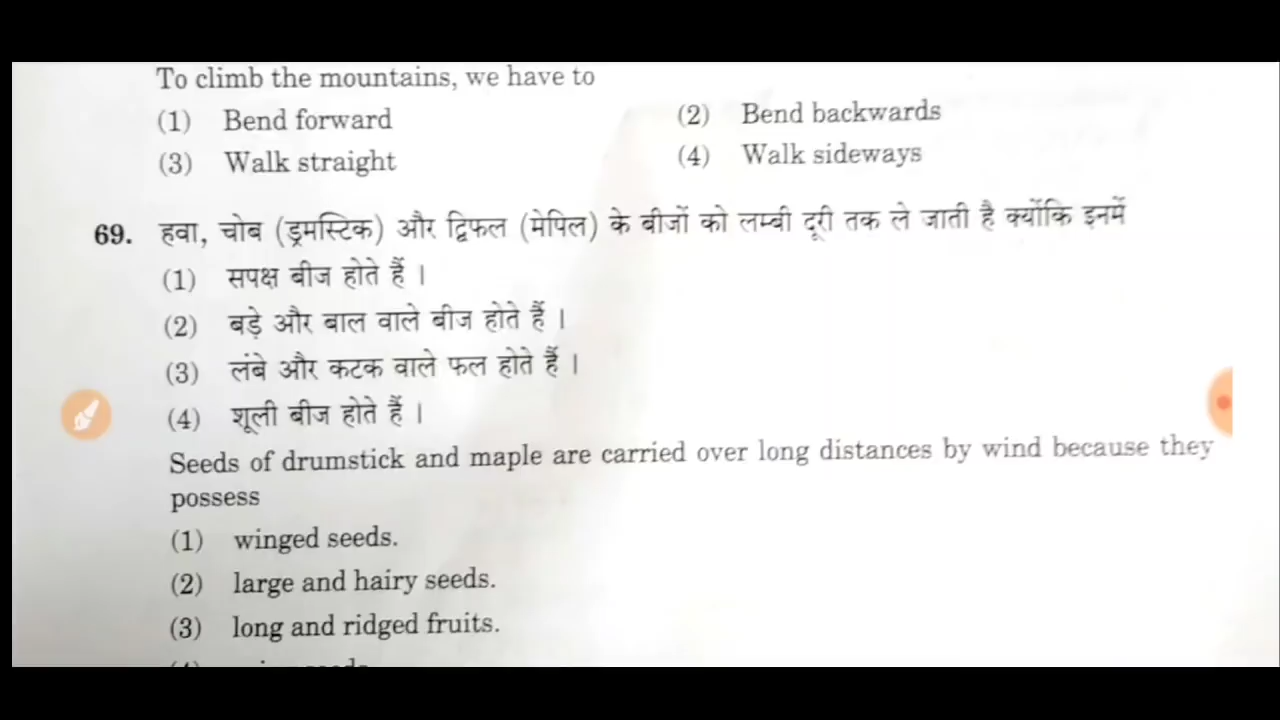 To climb the mountains, we have to
(1) Bend forward (2) Bend backwards
(3) Walk straight (4) Walk sideways
69. हवा, चोब (ड्रमस्टिक) और द्विफल (मेपिल) के बीजों को लम्बी दूरी तक ले जाती है क्योंकि इनमें
(1) सपक्ष बीज होते हैं ।
(2) बड़े और बाल वाले बीज होते हैं ।
(3) लंबे और कटक वाले फल होते हैं ।
(4) शूली बीज होते हैं ।
Seeds of drumstick and maple are carried over long distances by wind because they
possess
(1) winged seeds.
(2) large and hairy seeds.
(3) long and ridged fruits.